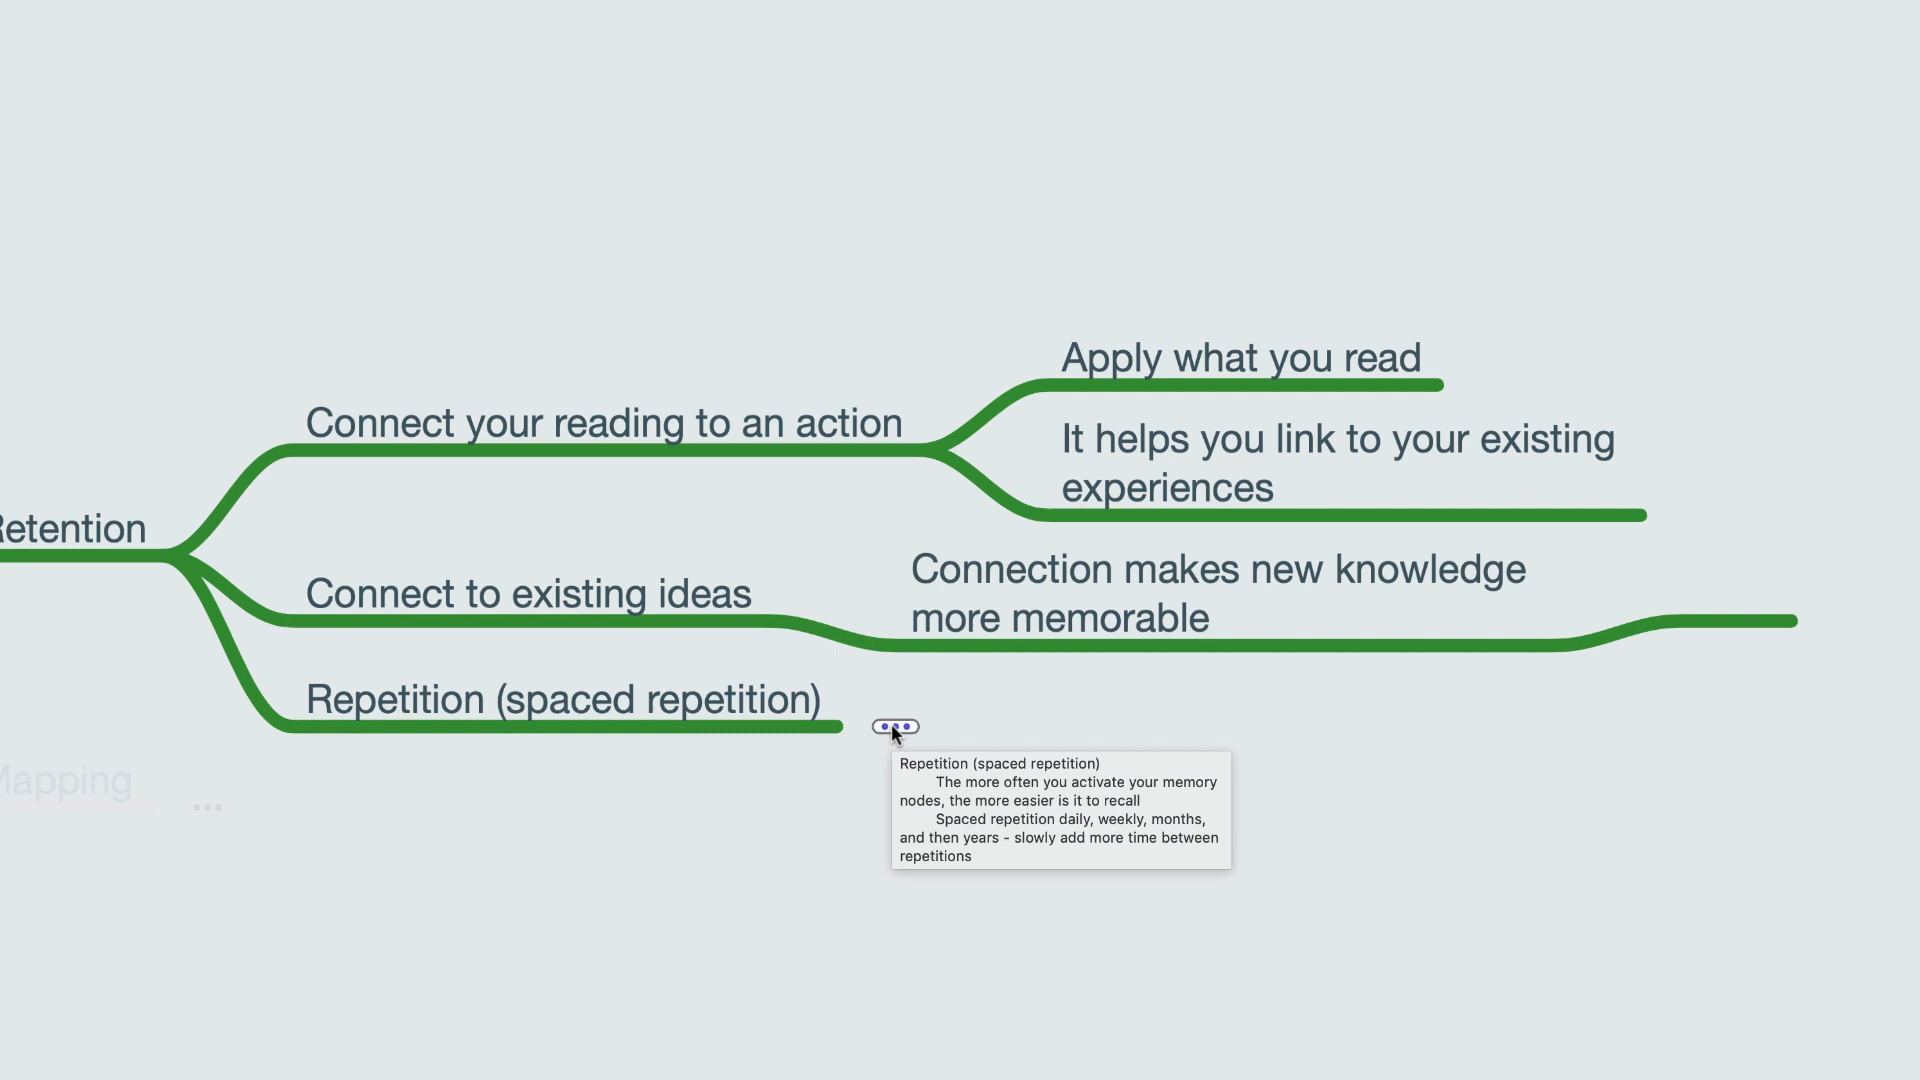 Apply what you read
Connect your reading to an action
It helps you link to your existing
experiences
Retention
Connection makes new knowledge
more memorable
Connect to existing ideas
Repetition (spaced repetition)
Repetition (spaced repetition)
The more often you activate your memory
nodes, the more easier is it to recall
Spaced repetition daily, weekly, months,
and then years - slowly add more time between
repetitions
Mapping